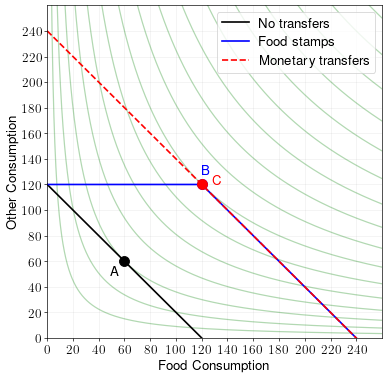 No transfers
Food stamps
Monetary transfers
240
220
200
180
160
140
120
100
80
60
40
20
0
Other Consumption
B
C
A
0 20 40 60 80 100 120 140 160 180 200 220 240
Food Consumption